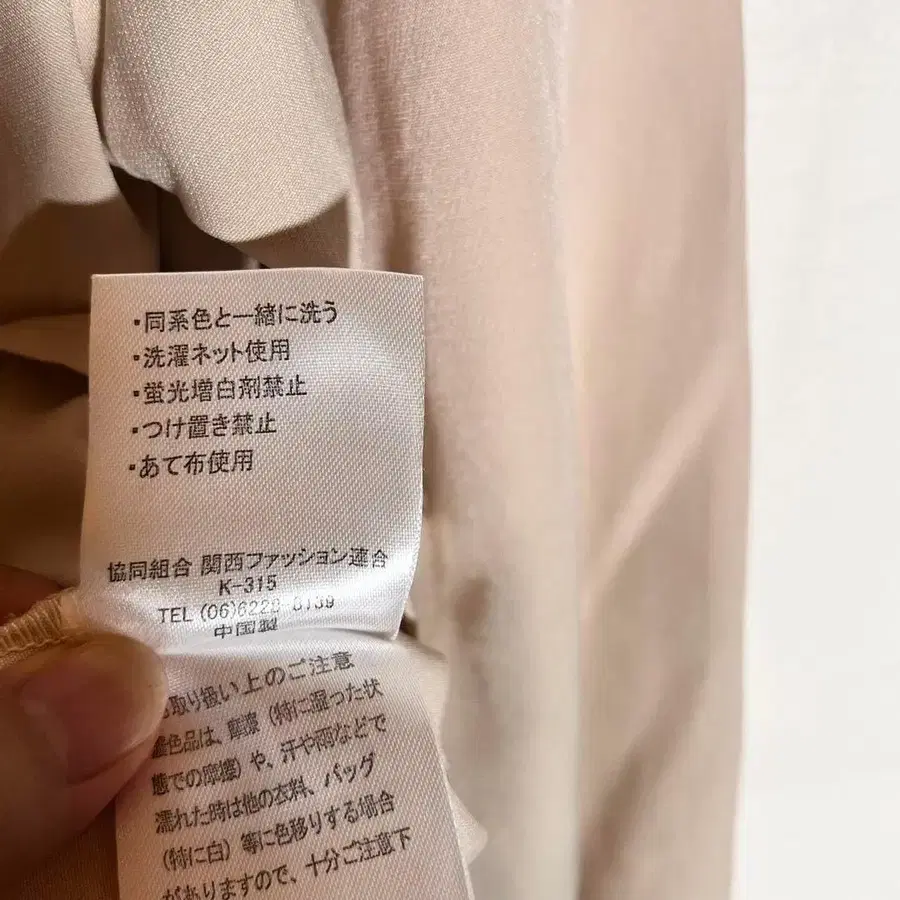 ・同系色と一緒に洗う
・洗濯ネット使用
・蛍光増白剤禁止
・つけ置き禁止
・あて布使用
協同組合 関西ファッション連合
K-315
TEL (06)6228-8139
中国製
取り扱い上のご注意
色品は、摩擦 (特に湿った状
態での摩擦) や、汗や雨などで
濡れた時は他の衣料、バッグ
(特に白) 等に色移りする場合
がありますので、十分ご注意下